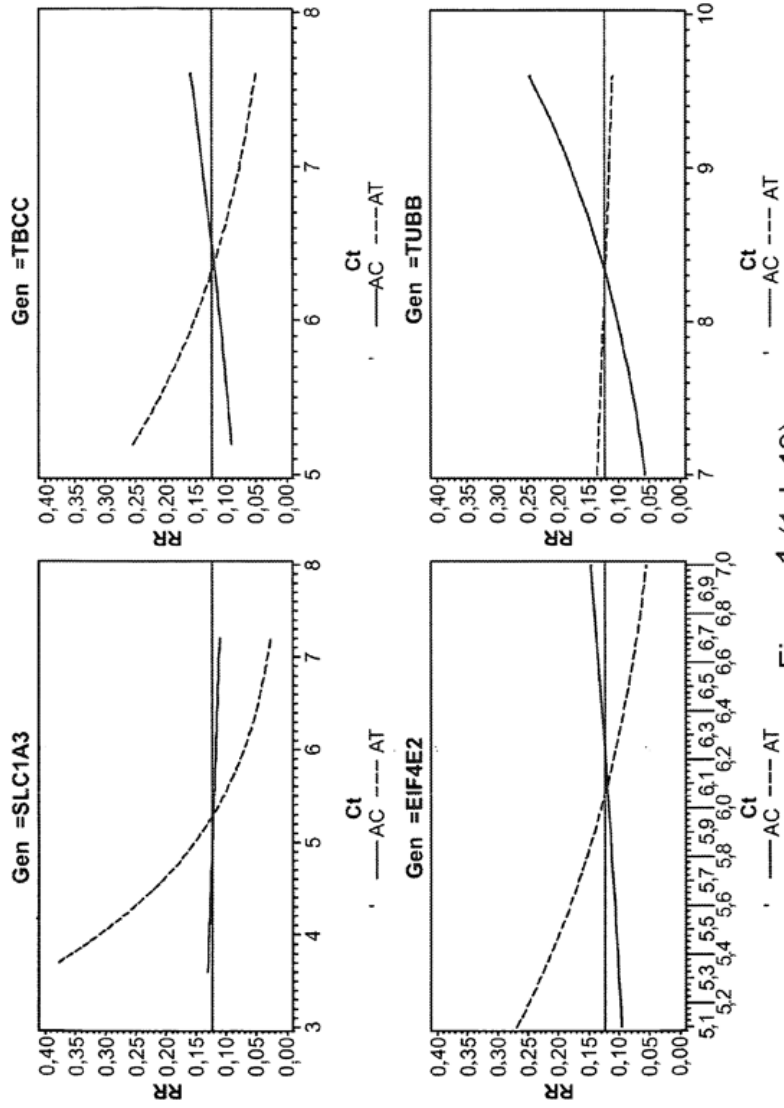 Gen =SLC1A3
RR
0,40
0,35
0,30
0,25
0,20
0,15
0,10
0,05
0,00
3 4 5 6 7 8
Ct
AC AT
Gen =TBCC
RR
0,40
0,35
0,30
0,25
0,20
0,15
0,10
0,05
0,00
5 6 7 8
Ct
AC AT
Gen =EIF4E2
RR
0,40
0,35
0,30
0,25
0,20
0,15
0,10
0,05
0,00
5,1 5,2 5,3 5,4 5,5 5,6 5,7 5,8 5,9 6,0 6,1 6,2 6,3 6,4 6,5 6,6 6,7 6,8 6,9 7,0
Ct
AC AT
Gen =TUBB
RR
0,40
0,35
0,30
0,25
0,20
0,15
0,10
0,05
0,00
7 8 9 10
Ct
AC AT